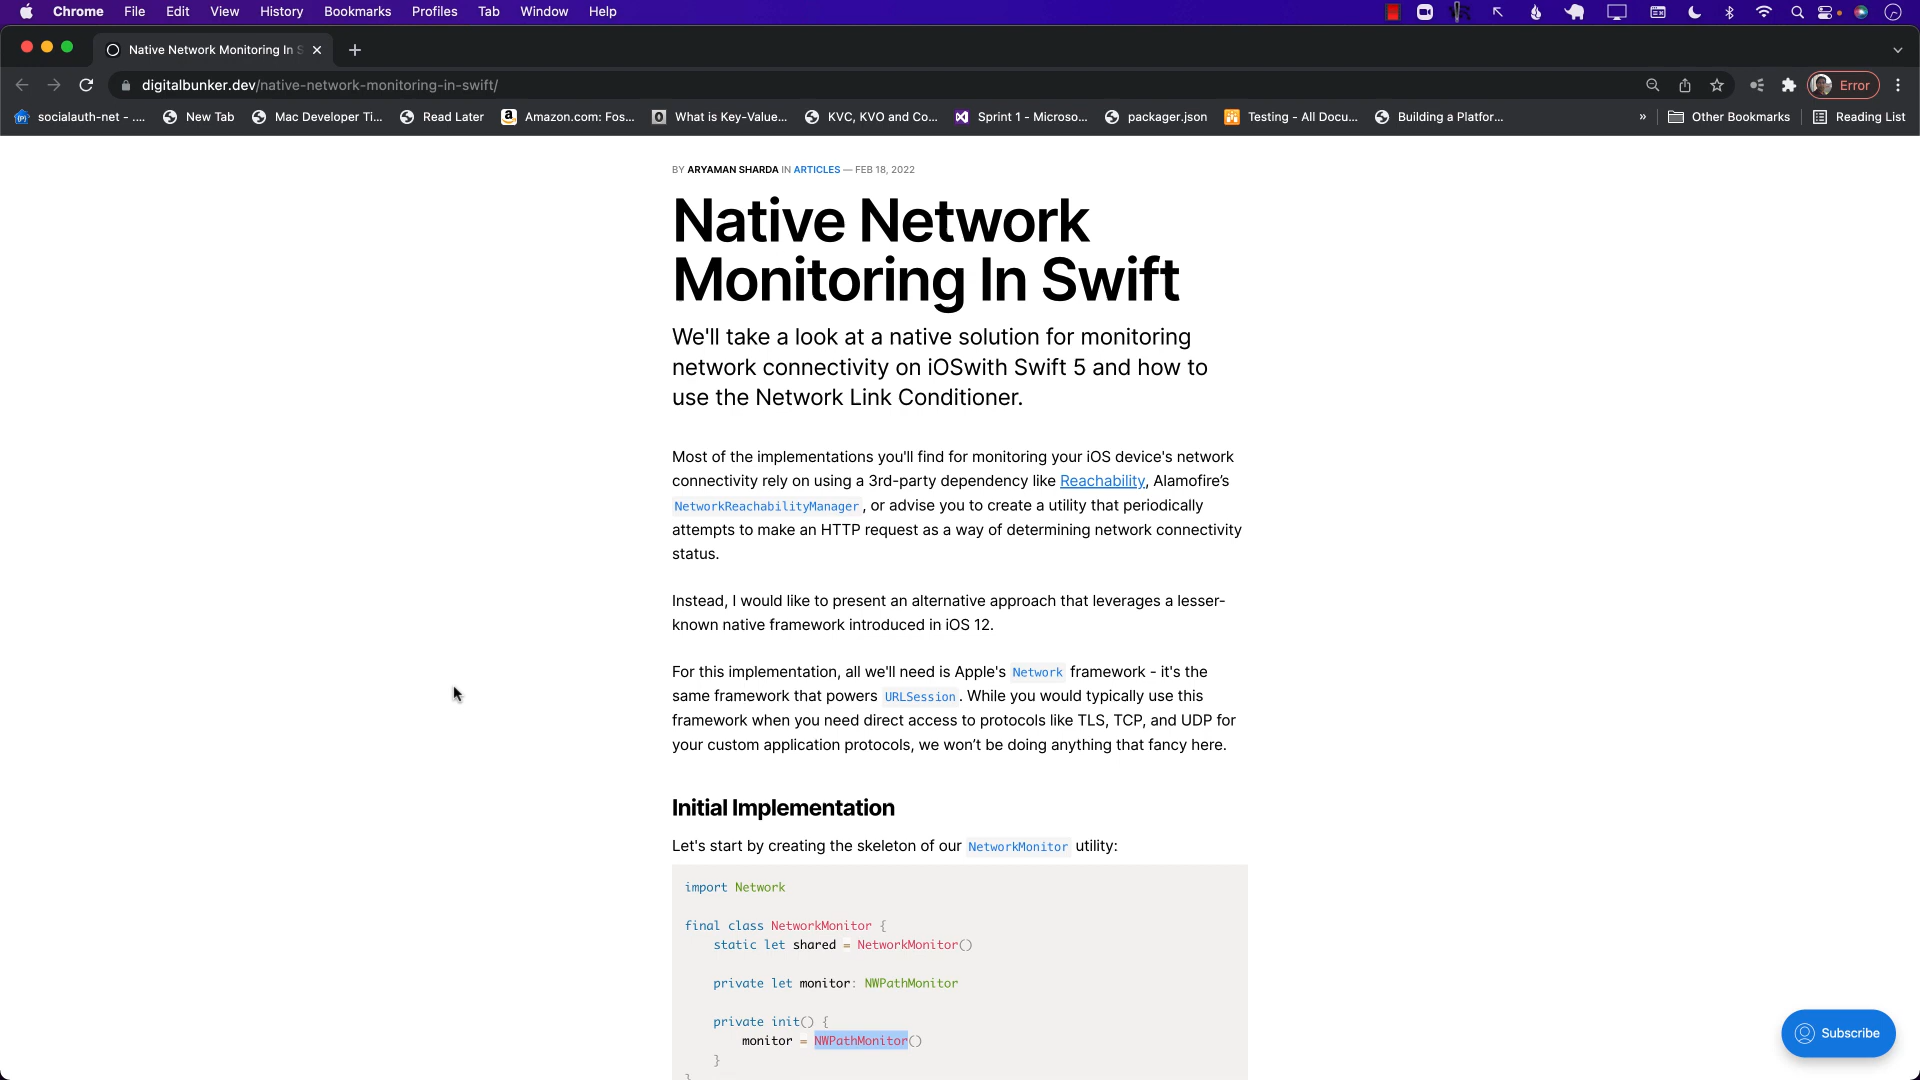 Chrome File Edit View History Bookmarks Profiles Tab Window Help
Native Network Monitoring In S
digitalbunker.dev/native-network-monitoring-in-swift/
Error
socialauth-net - .... New Tab Mac Developer Ti... Read Later Amazon.com: Fos... What is Key-Value... KVC, KVO and Co... Sprint 1 - Microso... packager.json Testing - All Docu... Building a Platfor... » Other Bookmarks Reading List
BY ARYAMAN SHARDA IN ARTICLES — FEB 18, 2022
Native Network
Monitoring In Swift
We'll take a look at a native solution for monitoring
network connectivity on iOSwith Swift 5 and how to
use the Network Link Conditioner.
Most of the implementations you'll find for monitoring your iOS device's network
connectivity rely on using a 3rd-party dependency like Reachability, Alamofire’s
NetworkReachabilityManager, or advise you to create a utility that periodically
attempts to make an HTTP request as a way of determining network connectivity
status.
Instead, I would like to present an alternative approach that leverages a lesser-
known native framework introduced in iOS 12.
For this implementation, all we'll need is Apple's Network framework - it's the
same framework that powers URLSession. While you would typically use this
framework when you need direct access to protocols like TLS, TCP, and UDP for
your custom application protocols, we won’t be doing anything that fancy here.
Initial Implementation
Let's start by creating the skeleton of our NetworkMonitor utility:
import Network
final class NetworkMonitor {
static let shared = NetworkMonitor()
private let monitor: NWPathMonitor
private init() {
monitor = NWPathMonitor()
}
}
Subscribe